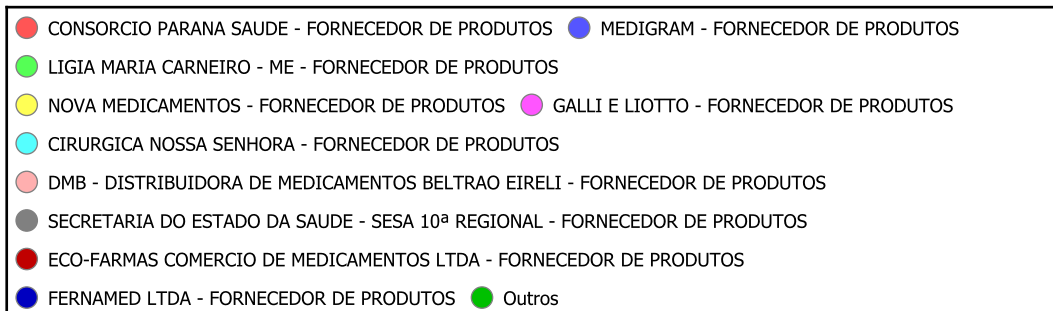 CONSORCIO PARANA SAUDE - FORNECEDOR DE PRODUTOS MEDIGRAM - FORNECEDOR DE PRODUTOS
LIGIA MARIA CARNEIRO - ME - FORNECEDOR DE PRODUTOS
NOVA MEDICAMENTOS - FORNECEDOR DE PRODUTOS GALLI E LIOTTO - FORNECEDOR DE PRODUTOS
CIRURGICA NOSSA SENHORA - FORNECEDOR DE PRODUTOS
DMB - DISTRIBUIDORA DE MEDICAMENTOS BELTRAO EIRELI - FORNECEDOR DE PRODUTOS
SECRETARIA DO ESTADO DA SAUDE - SESA 10ª REGIONAL - FORNECEDOR DE PRODUTOS
ECO-FARMAS COMERCIO DE MEDICAMENTOS LTDA - FORNECEDOR DE PRODUTOS
FERNAMED LTDA - FORNECEDOR DE PRODUTOS Outros